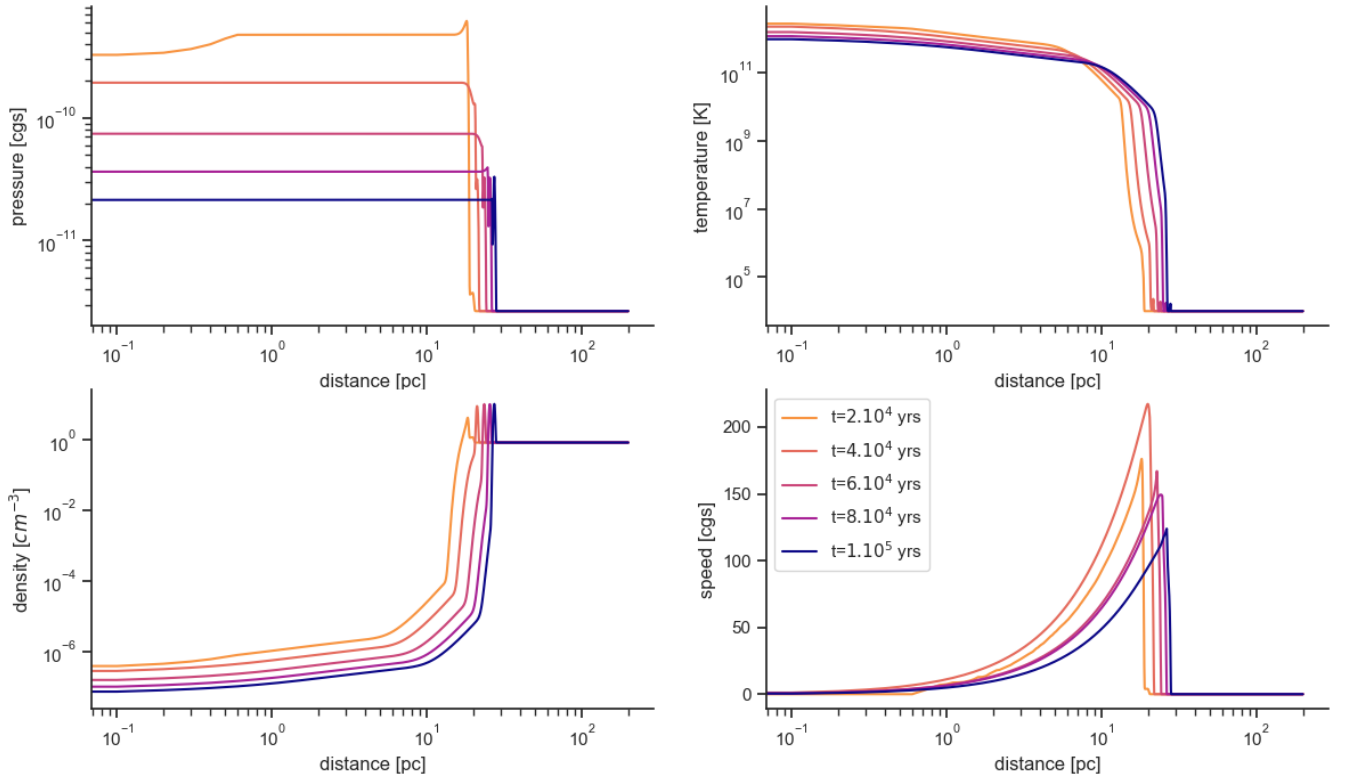 pressure [cgs]
10⁻¹⁰
10⁻¹¹
10⁻¹ 10⁰ 10¹ 10²
distance [pc]
temperature [K]
10¹¹
10⁹
10⁷
10⁵
10⁻¹ 10⁰ 10¹ 10²
distance [pc]
density [cm⁻³]
10⁰
10⁻²
10⁻⁴
10⁻⁶
10⁻¹ 10⁰ 10¹ 10²
distance [pc]
speed [cgs]
200
150
100
50
0
t=2.10⁴ yrs
t=4.10⁴ yrs
t=6.10⁴ yrs
t=8.10⁴ yrs
t=1.10⁵ yrs
10⁻¹ 10⁰ 10¹ 10²
distance [pc]